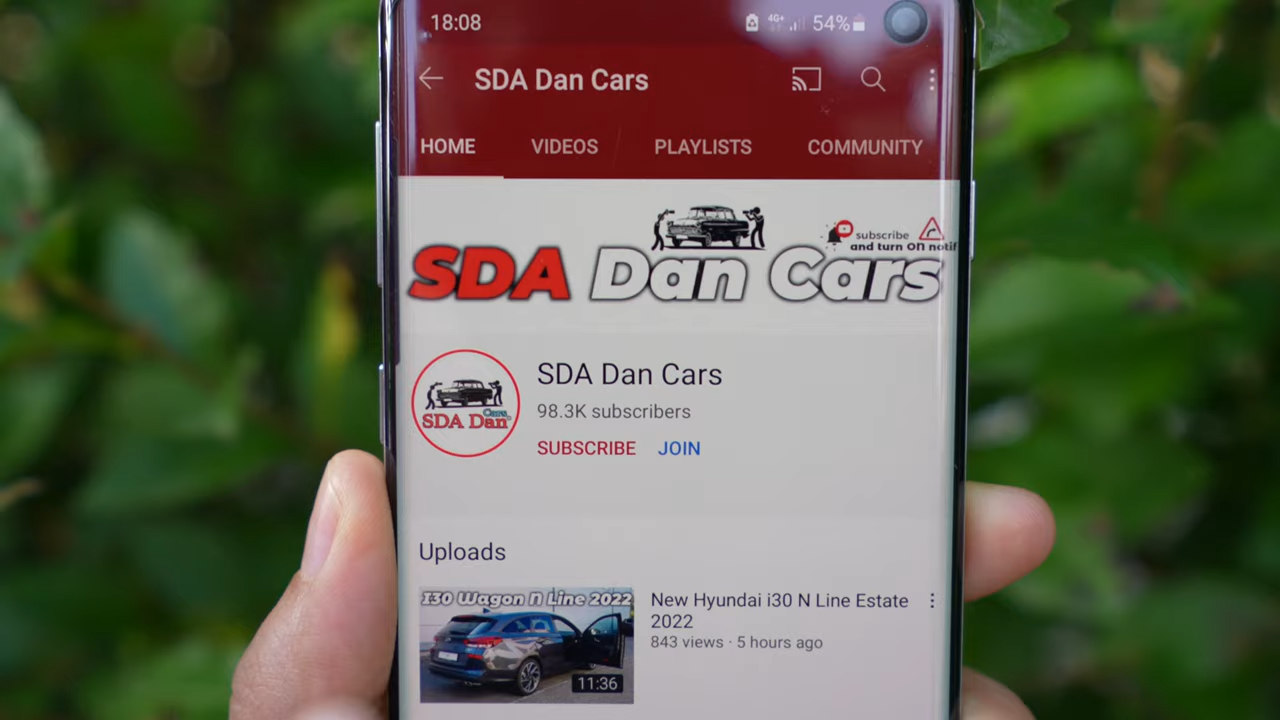 18:08
4G+ 54%
SDA Dan Cars
HOME VIDEOS PLAYLISTS COMMUNITY
subscribe
and turn on notif
SDA Dan Cars
Cars
SDA Dan
SDA Dan Cars
98.3K subscribers
SUBSCRIBE JOIN
Uploads
I30 Wagon N Line 2022
11:36
New Hyundai i30 N Line Estate
2022
843 views · 5 hours ago